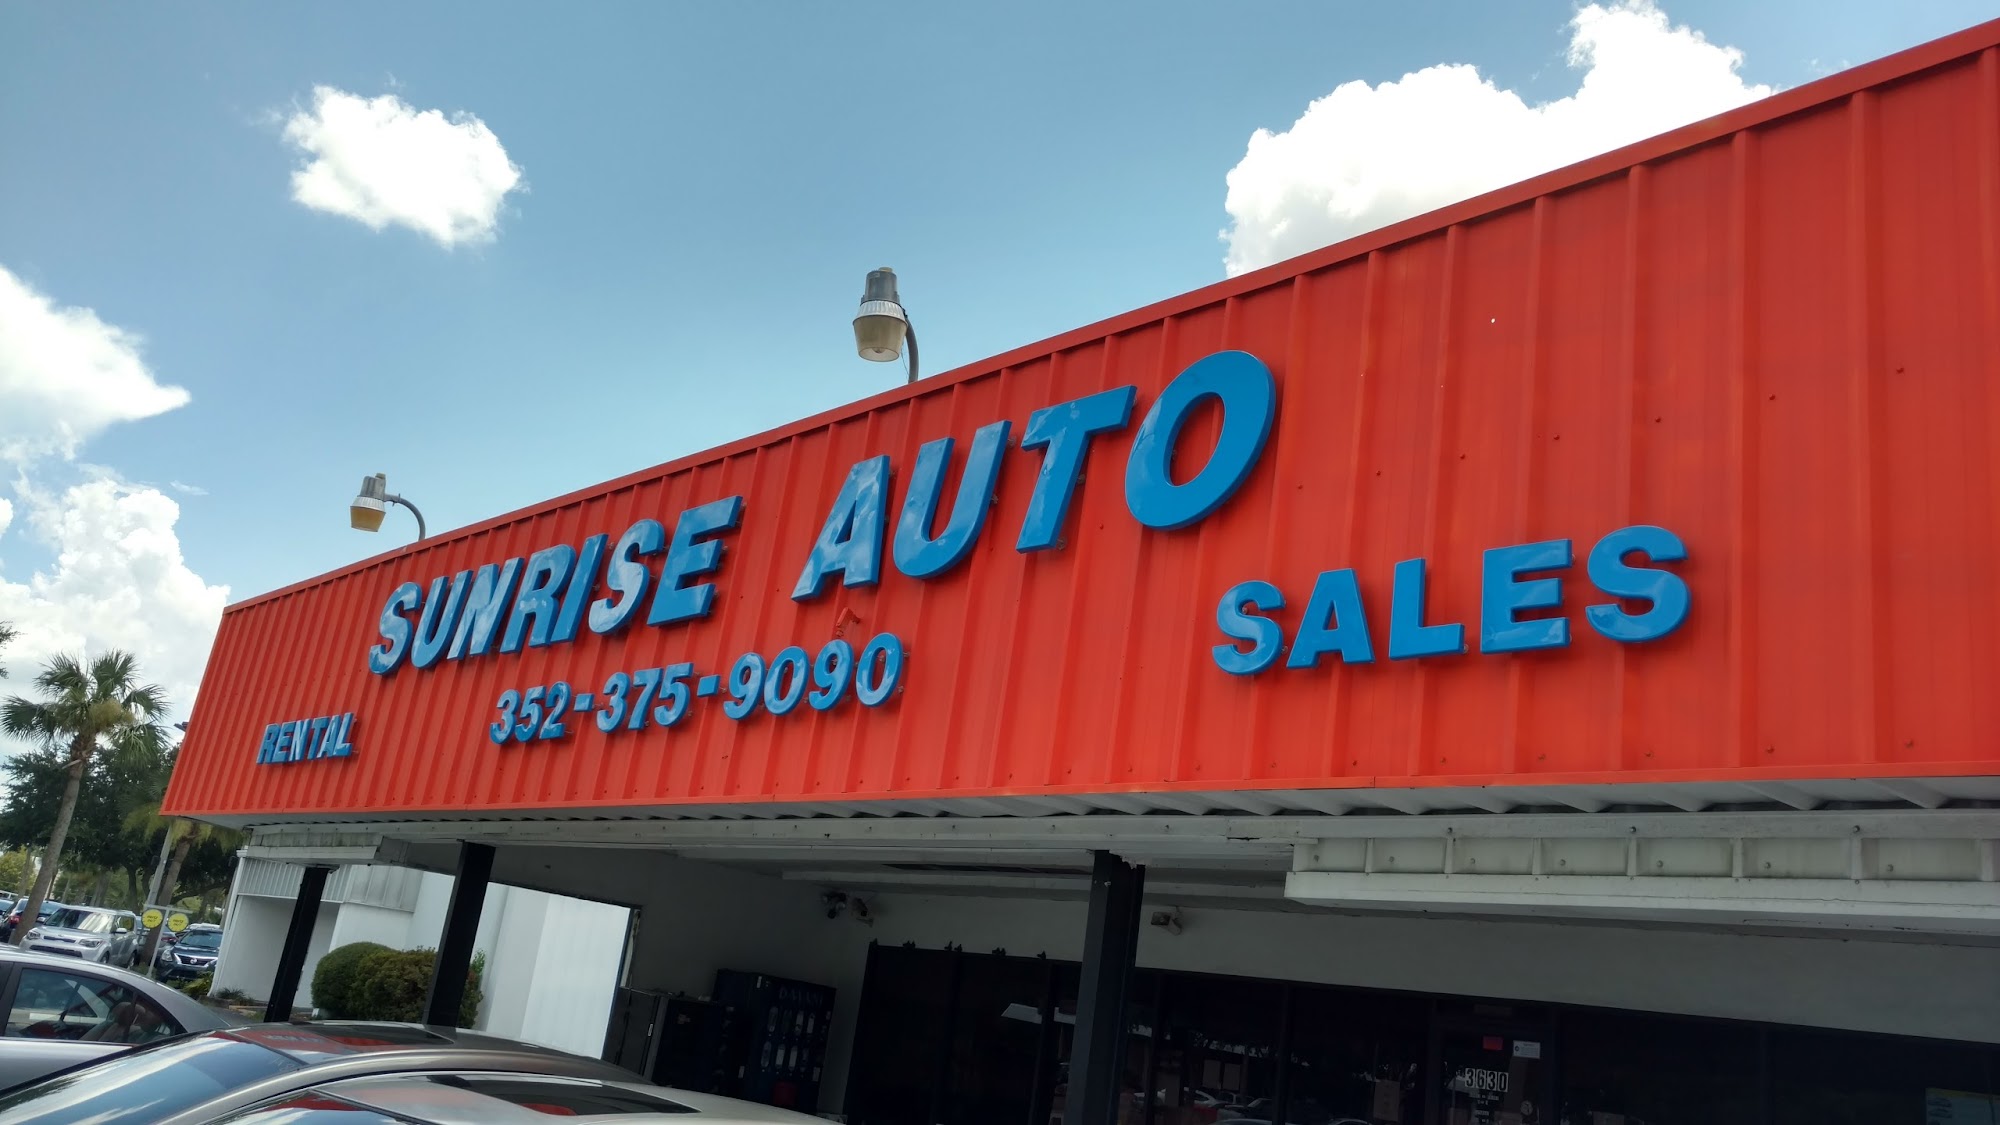 SUNRISE AUTO
SALES
RENTAL
352-375-9090
3630